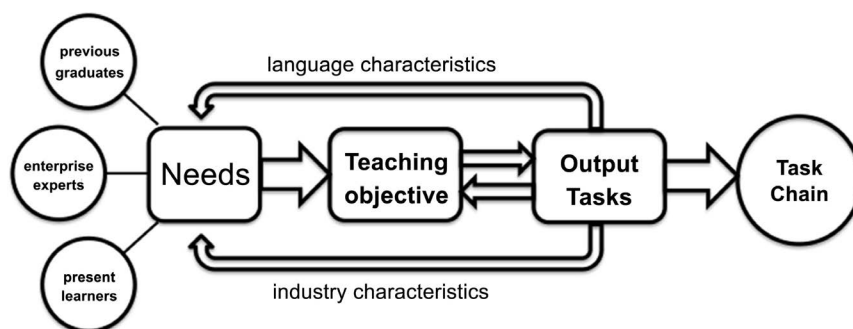 previous
graduates
enterprise
experts
present
learners
Needs
language characteristics
Teaching
objective
Output
Tasks
industry characteristics
Task
Chain